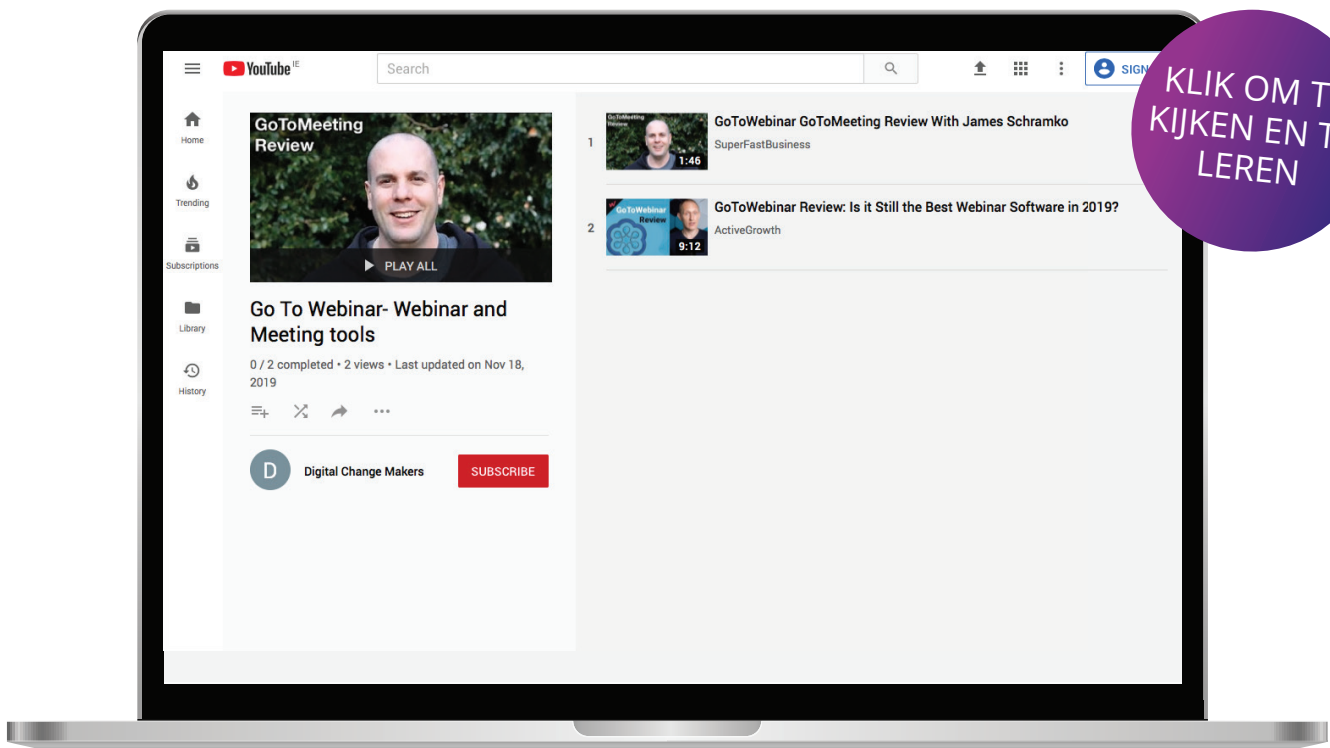 YouTube IE
Search
SIGN
KLIK OM T
KIJKEN EN T
LEREN
Home
Trending
Subscriptions
Library
History
GoToMeeting
Review
PLAY ALL
Go To Webinar- Webinar and
Meeting tools
0 / 2 completed • 2 views • Last updated on Nov 18,
2019
D
Digital Change Makers
SUBSCRIBE
1
GoToMeeting
Review
1:46
GoToWebinar GoToMeeting Review With James Schramko
SuperFastBusiness
2
GoToWebinar
Review
9:12
GoToWebinar Review: Is it Still the Best Webinar Software in 2019?
ActiveGrowth